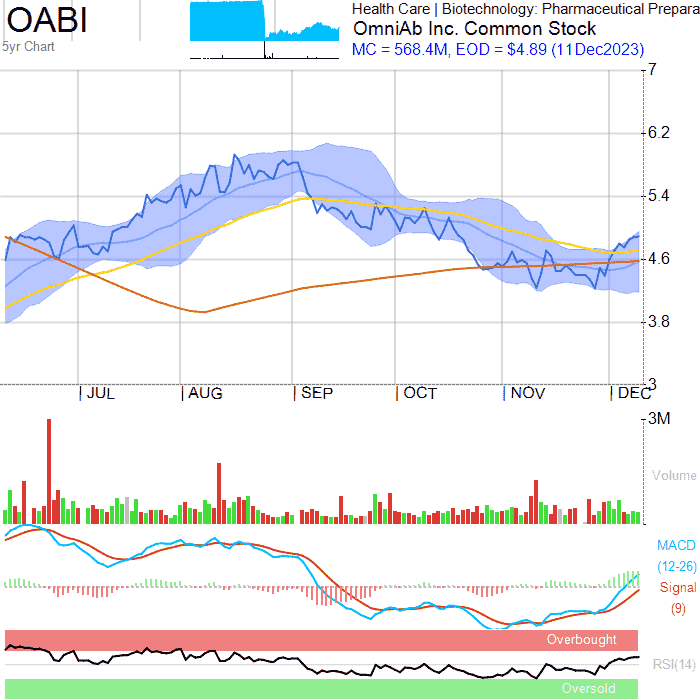 OABI
5yr Chart
Health Care | Biotechnology: Pharmaceutical Prepara
OmniAb Inc. Common Stock
MC = 568.4M, EOD = $4.89 (11Dec2023)
7
6.2
5.4
4.6
3.8
3
JUL
AUG
SEP
OCT
NOV
DEC
3M
Volume
MACD
(12-26)
Signal
(9)
Overbought
RSI(14)
Oversold